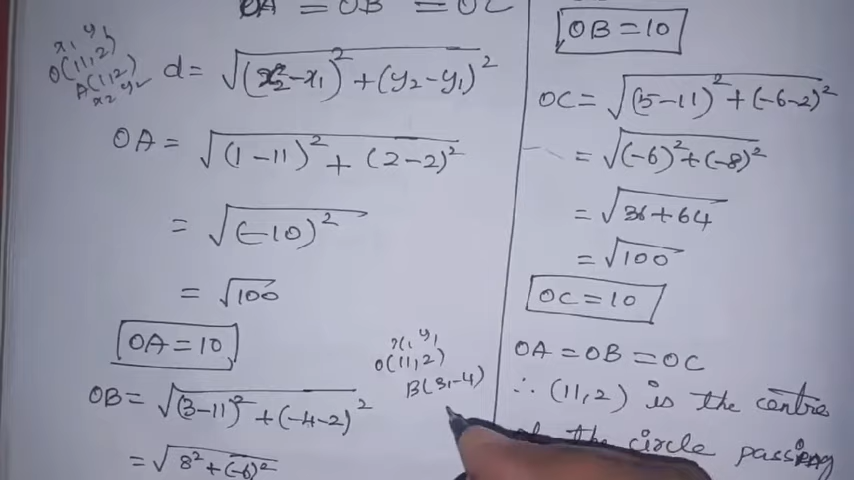 OA = OB = OC
x₁ y₁
O(11,2)
A(1,2)
x₂ y₂
d = √(x₂-x₁)² + (y₂-y₁)²
OA = √(1-11)² + (2-2)²
= √(-10)²
= √100
OA = 10
x₁ y₁
O(11,2)
B(3,-4)
OB = √(3-11)² + (-4-2)²
= √8² + (-6)²
OB = 10
OC = √(5-11)² + (-6-2)²
= √(-6)² + (-8)²
= √36+64
= √100
OC = 10
OA = OB = OC
∴ (11,2) is the centre
of the circle passing